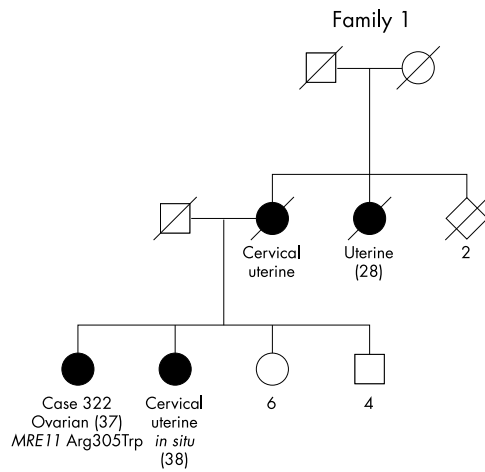 Family 1
Cervical
uterine
Uterine
(28)
2
Case 322
Ovarian (37)
MRE11 Arg305Trp
Cervical
uterine
in situ
(38)
6
4